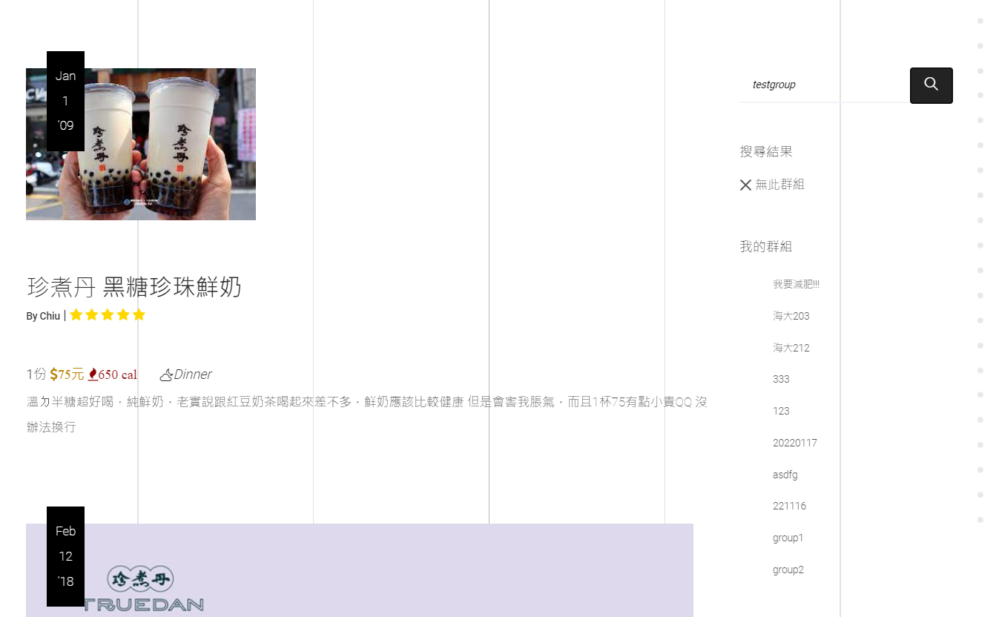 Jan
1
'09
珍煮丹
珍煮丹
珍煮丹 黑糖珍珠鮮奶
By Chiu |
1份 $75元 650 cal Dinner
溫ㄉ半糖超好喝，純鮮奶，老實說跟紅豆奶茶喝起來差不多，鮮奶應該比較健康 但是會害我脹氣，而且1杯75有點小貴QQ 沒
辦法換行
Feb
12
'18
珍煮丹
TRUEDAN
testgroup
搜尋結果
無此群組
我的群組
我要減肥!!!
海大203
海大212
333
123
20220117
asdfg
221116
group1
group2